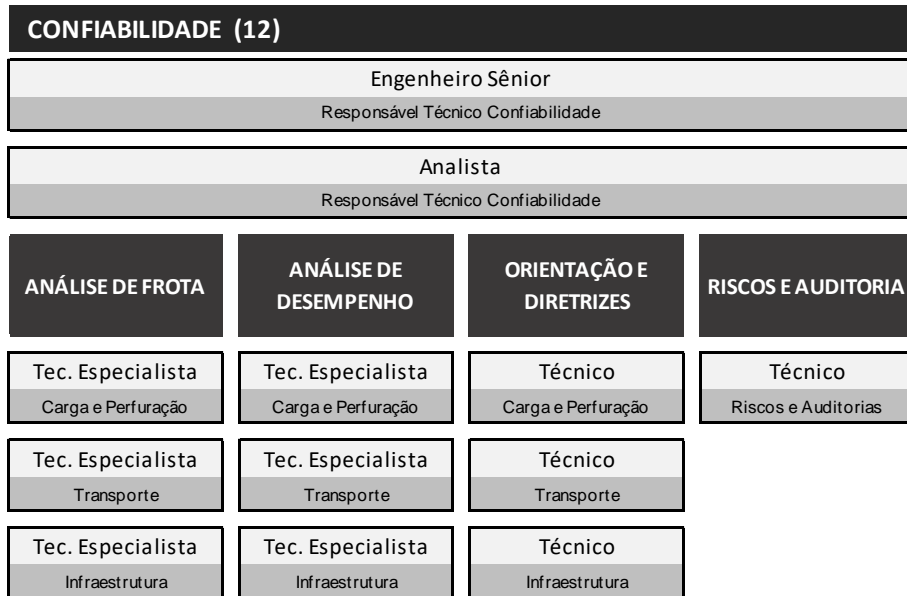 CONFIABILIDADE (12)
Engenheiro Sênior
Responsável Técnico Confiabilidade
Analista
Responsável Técnico Confiabilidade
ANÁLISE DE FROTA
ANÁLISE DE
DESEMPENHO
ORIENTAÇÃO E
DIRETRIZES
RISCOS E AUDITORIA
Tec. Especialista
Carga e Perfuração
Tec. Especialista
Carga e Perfuração
Técnico
Carga e Perfuração
Técnico
Riscos e Auditorias
Tec. Especialista
Transporte
Tec. Especialista
Transporte
Técnico
Transporte
Tec. Especialista
Infraestrutura
Tec. Especialista
Infraestrutura
Técnico
Infraestrutura